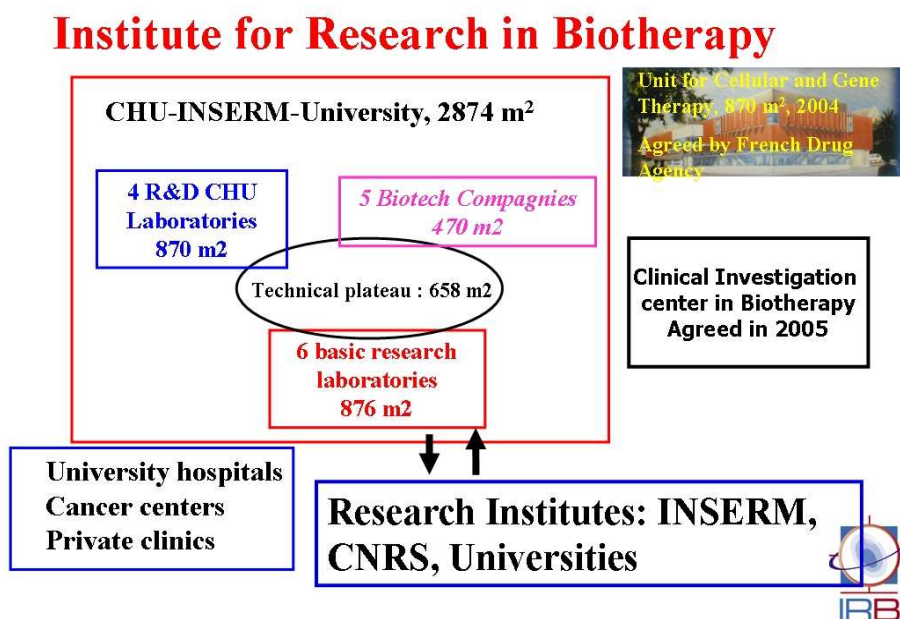 Institute for Research in Biotherapy
CHU-INSERM-University, 2874 m²
Unit for Cellular and Gene
Therapy, 870 m², 2004
Agreed by French Drug
Agency
4 R&D CHU
Laboratories
870 m2
5 Biotech Compagnies
470 m2
Technical plateau : 658 m2
Clinical Investigation
center in Biotherapy
Agreed in 2005
6 basic research
laboratories
876 m2
University hospitals
Cancer centers
Private clinics
Research Institutes: INSERM,
CNRS, Universities
IRB